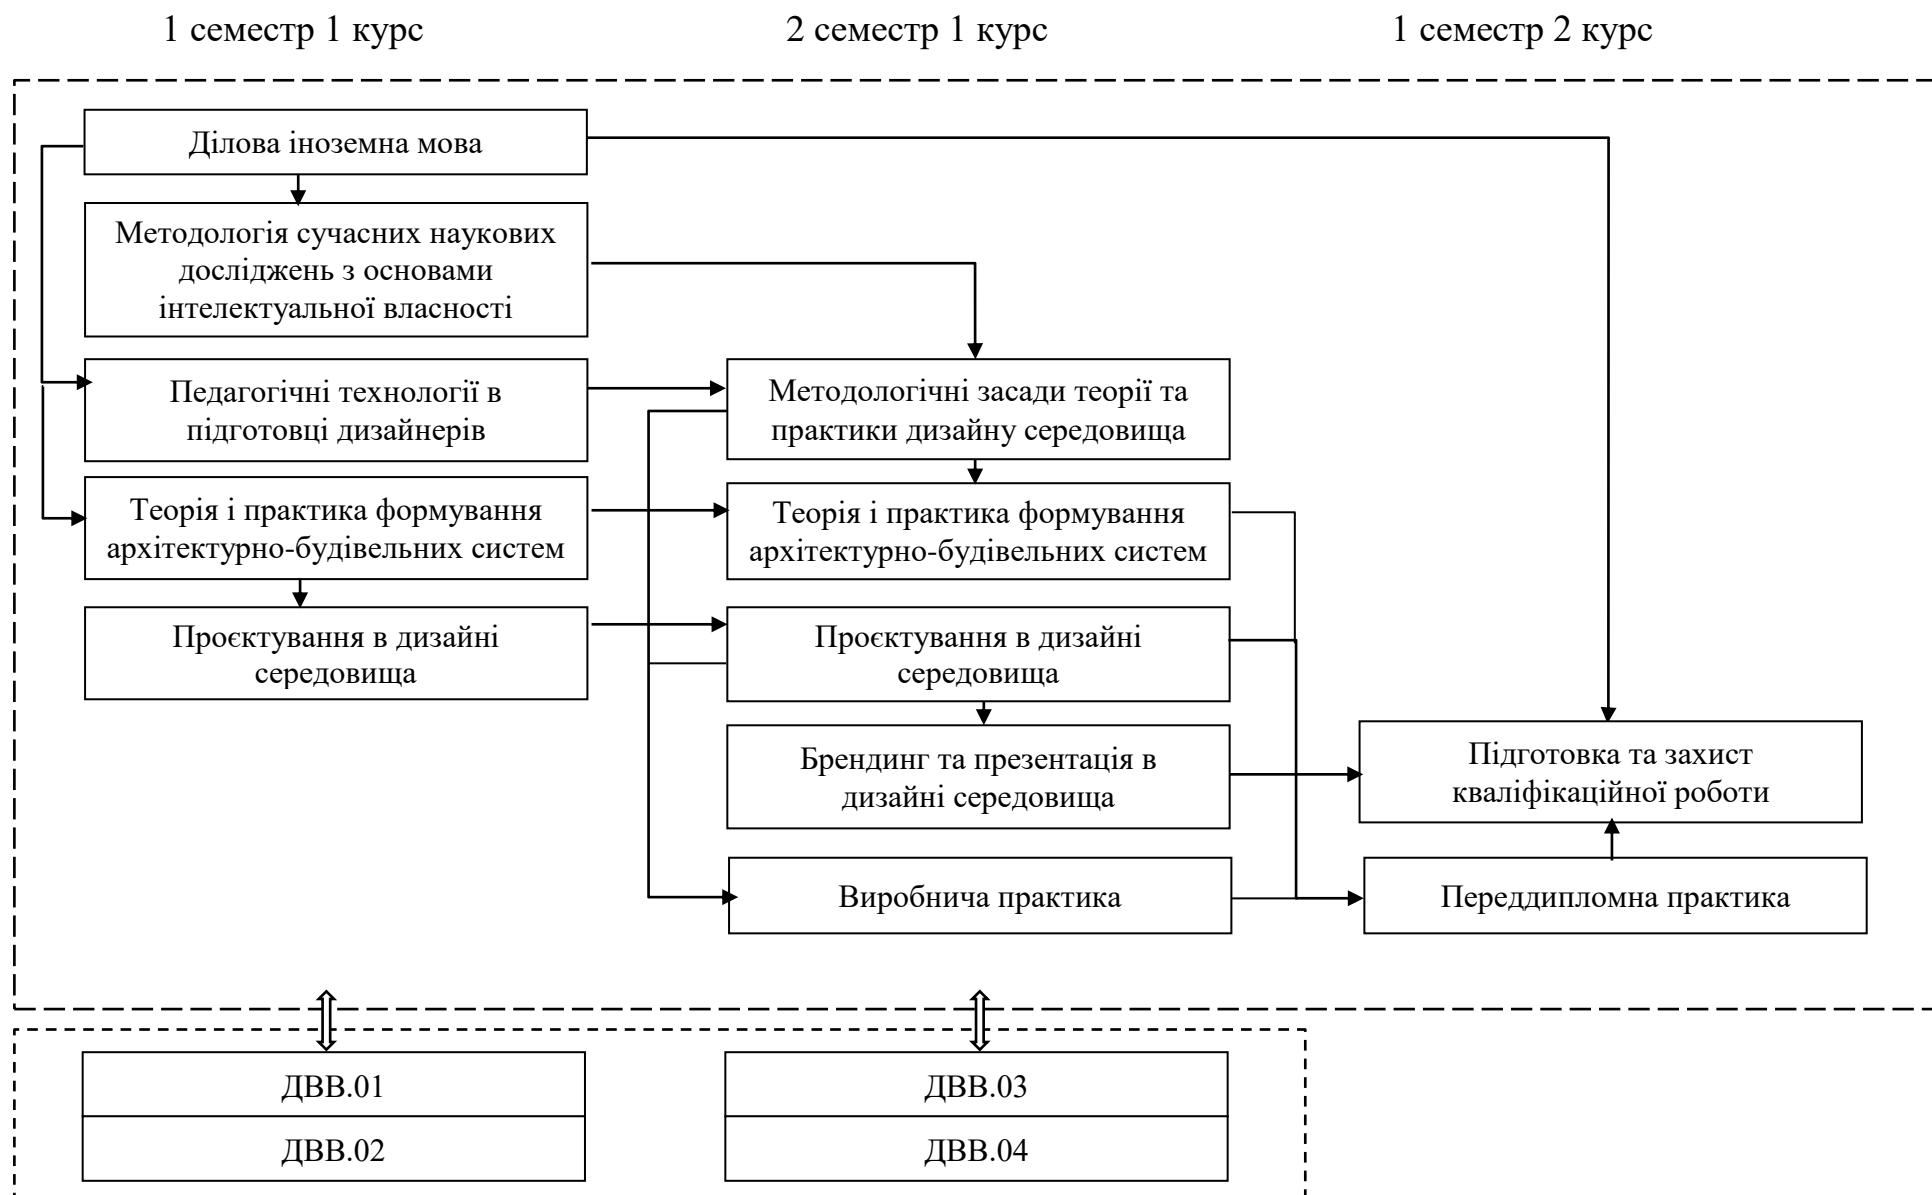 1 семестр 1 курс
2 семестр 1 курс
1 семестр 2 курс
Ділова іноземна мова
Методологія сучасних наукових
досліджень з основами
інтелектуальної власності
Педагогічні технології в
підготовці дизайнерів
Теорія і практика формування
архітектурно-будівельних систем
Проєктування в дизайні
середовища
Методологічні засади теорії та
практики дизайну середовища
Теорія і практика формування
архітектурно-будівельних систем
Проєктування в дизайні
середовища
Брендинг та презентація в
дизайні середовища
Виробнича практика
Підготовка та захист
кваліфікаційної роботи
Переддипломна практика
ДВВ.01
ДВВ.02
ДВВ.03
ДВВ.04